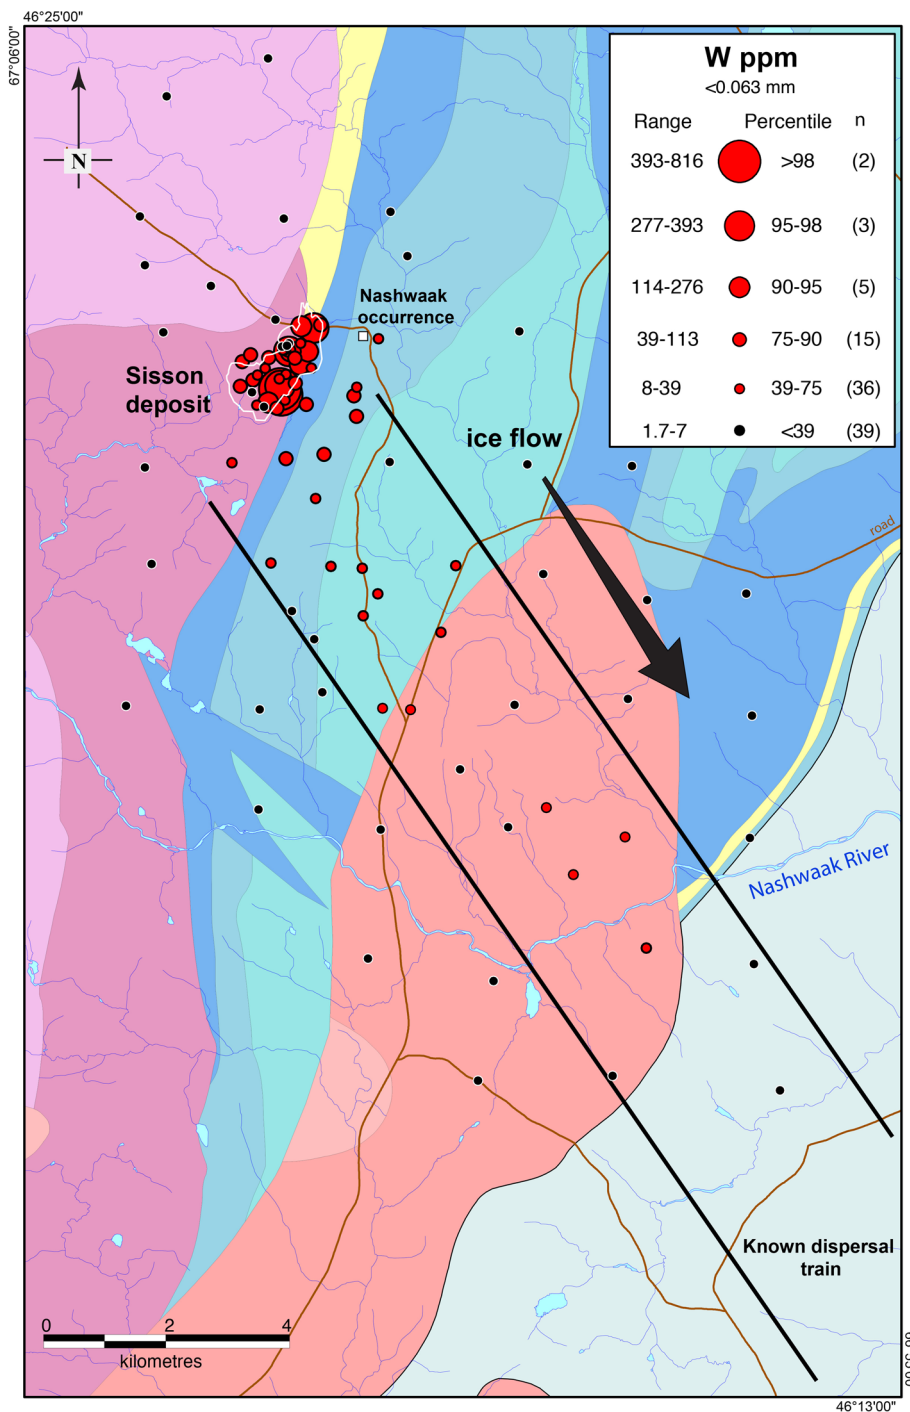 46°25'00"
67°06'00"
N
W ppm
<0.063 mm
Range Percentile n
393-816 >98 (2)
277-393 95-98 (3)
114-276 90-95 (5)
39-113 75-90 (15)
8-39 39-75 (36)
1.7-7 <39 (39)
Nashwaak
occurrence
Sisson
deposit
ice flow
road
Nashwaak River
Known dispersal
train
0 2 4
kilometres
46°13'00"